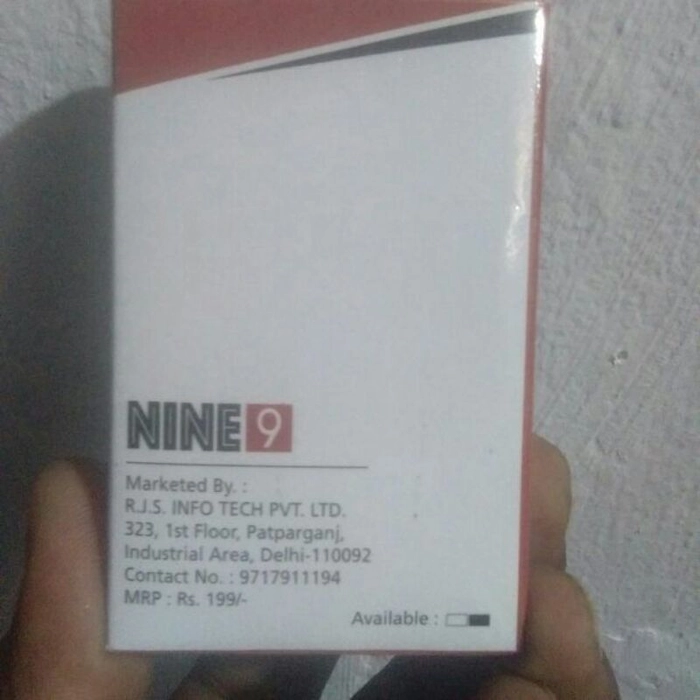 NINE 9
Marketed By. :
R.J.S. INFO TECH PVT. LTD.
323, 1st Floor, Patparganj,
Industrial Area, Delhi-110092
Contact No. : 9717911194
MRP : Rs. 199/-
Available :